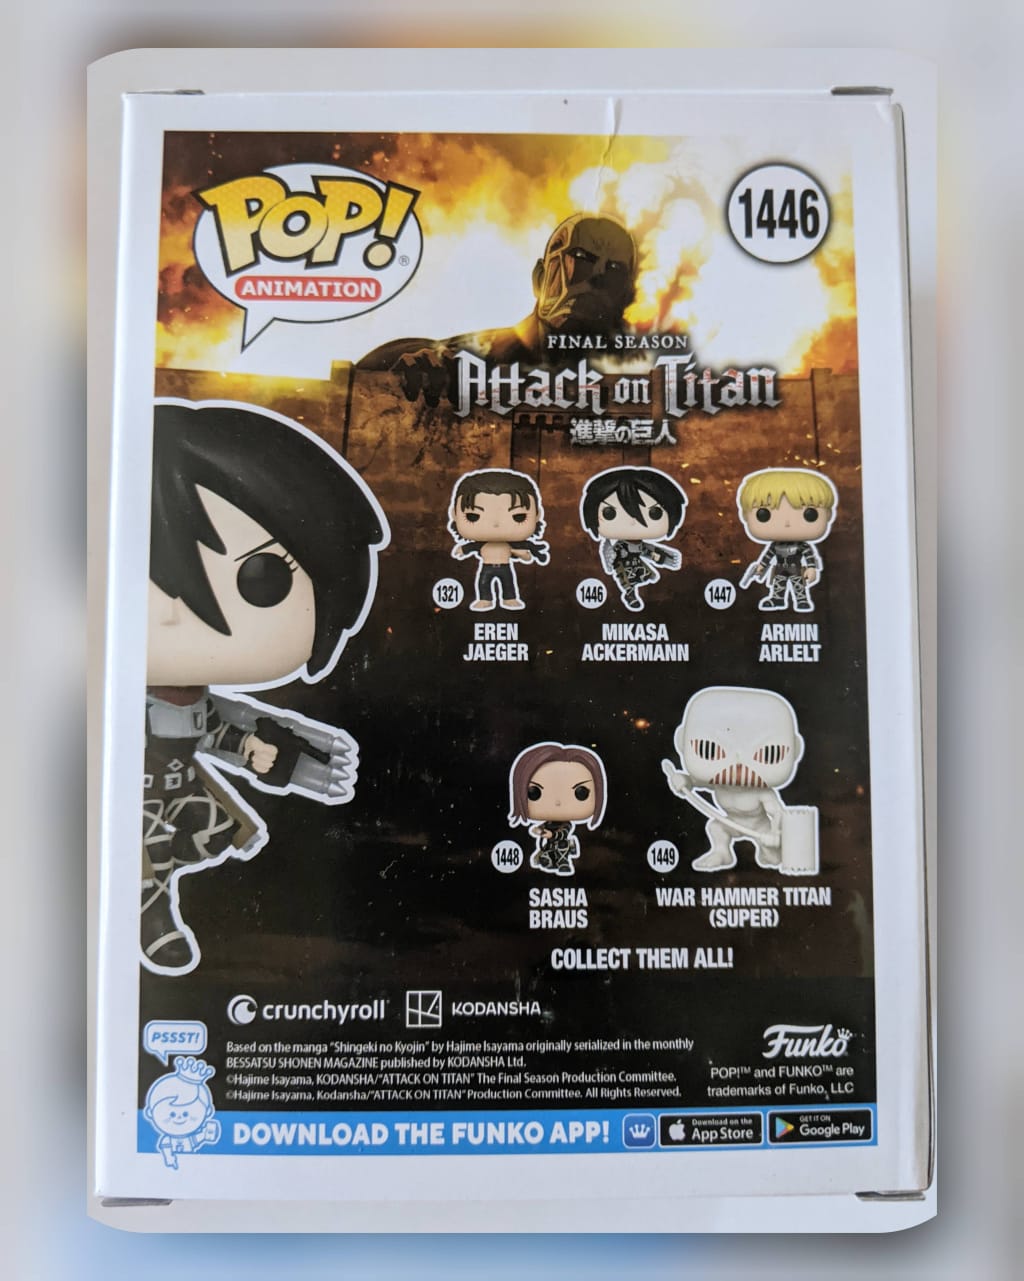 POP!®
ANIMATION
1446
FINAL SEASON
Attack on Titan
進撃の巨人
1321
EREN
JAEGER
1446
MIKASA
ACKERMANN
1447
ARMIN
ARLELT
1448
SASHA
BRAUS
1449
WAR HAMMER TITAN
(SUPER)
COLLECT THEM ALL!
crunchyroll
KODANSHA
PSSST!
Based on the manga "Shingeki no Kyojin" by Hajime Isayama originally serialized in the monthly
BESSATSU SHONEN MAGAZINE published by KODANSHA Ltd.
©Hajime Isayama, KODANSHA/"ATTACK ON TITAN" The Final Season Production Committee.
©Hajime Isayama, Kodansha/"ATTACK ON TITAN" Production Committee. All Rights Reserved.
Funko
POP!™ and FUNKO™ are
trademarks of Funko, LLC
DOWNLOAD THE FUNKO APP!
Download on the
App Store
GET IT ON
Google Play